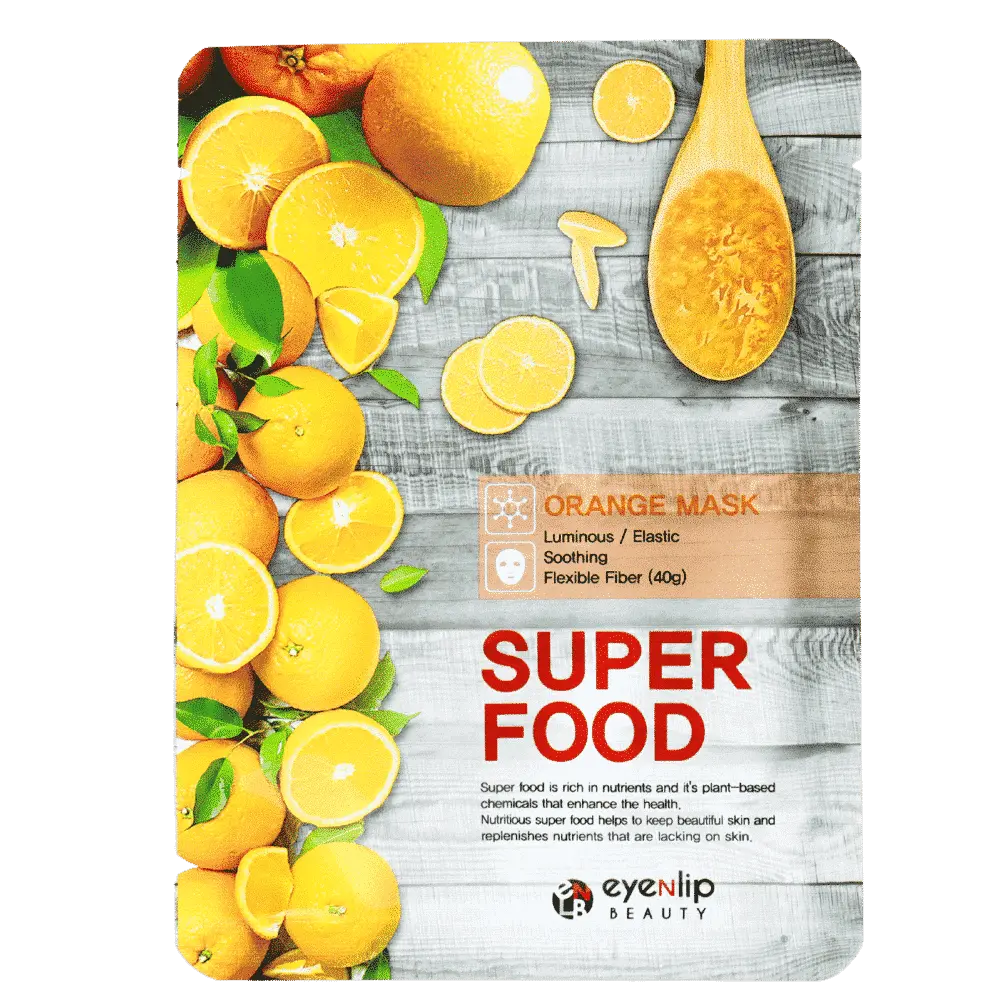 ORANGE MASK
Luminous / Elastic
Soothing
Flexible Fiber (40g)
SUPER
FOOD
Super food is rich in nutrients and it's plant-based
chemicals that enhance the health.
Nutritious super food helps to keep beautiful skin and
replenishes nutrients that are lacking on skin.
ENLB
eyeNlip
BEAUTY